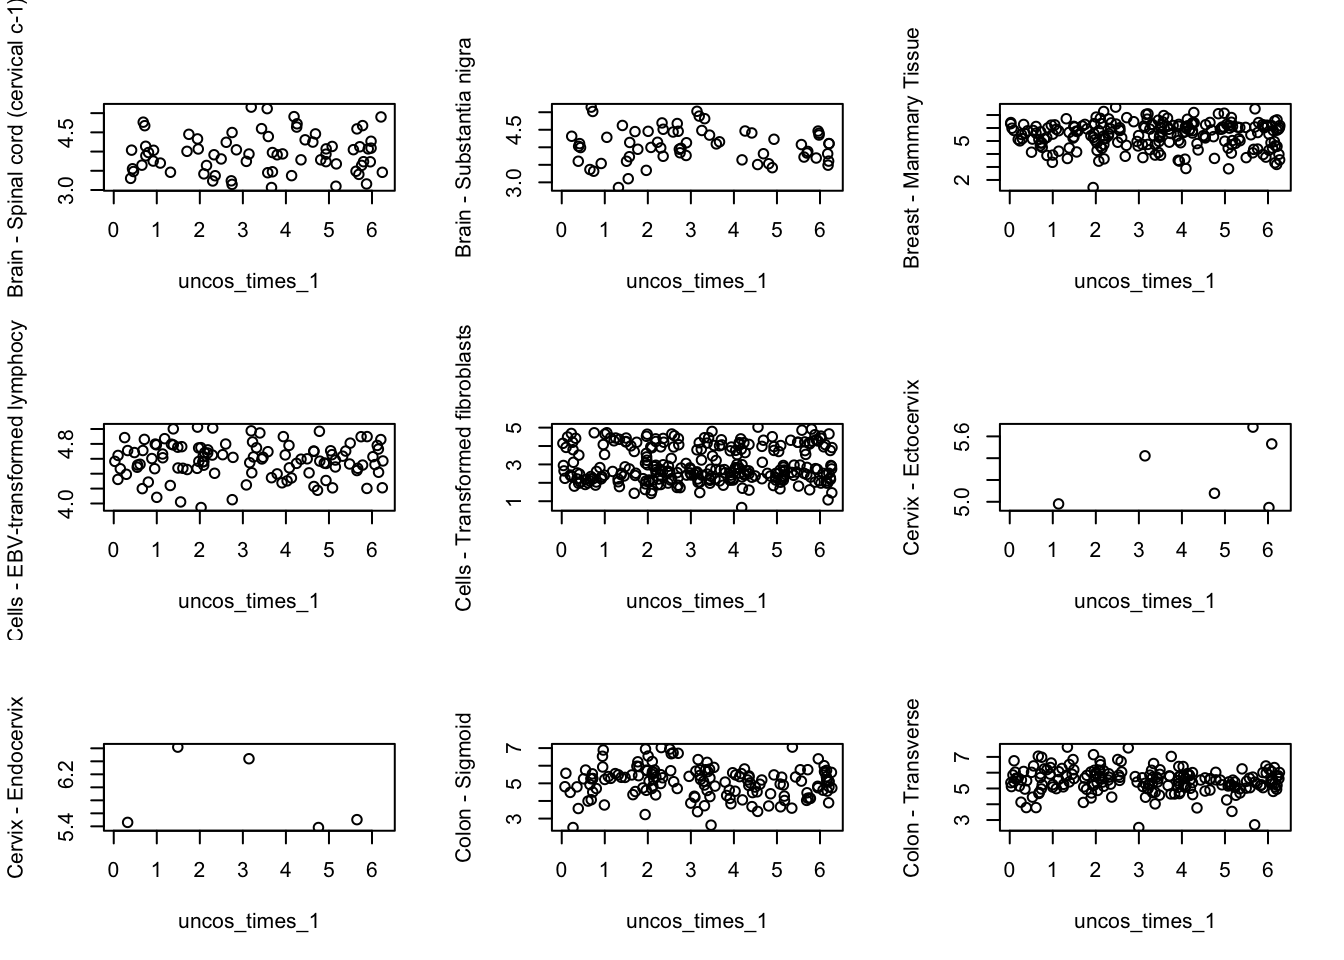 Brain - Spinal cord (cervical c-1)
4.5
3.0
0 1 2 3 4 5 6
uncos_times_1
Brain - Substantia nigra
4.5
3.0
0 1 2 3 4 5 6
uncos_times_1
Breast - Mammary Tissue
5
2
0 1 2 3 4 5 6
uncos_times_1
Cells - EBV-transformed lymphocy
4.8
4.0
0 1 2 3 4 5 6
uncos_times_1
Cells - Transformed fibroblasts
5
3
1
0 1 2 3 4 5 6
uncos_times_1
Cervix - Ectocervix
5.6
5.0
0 1 2 3 4 5 6
uncos_times_1
Cervix - Endocervix
6.2
5.4
0 1 2 3 4 5 6
uncos_times_1
Colon - Sigmoid
7
5
3
0 1 2 3 4 5 6
uncos_times_1
Colon - Transverse
7
5
3
0 1 2 3 4 5 6
uncos_times_1